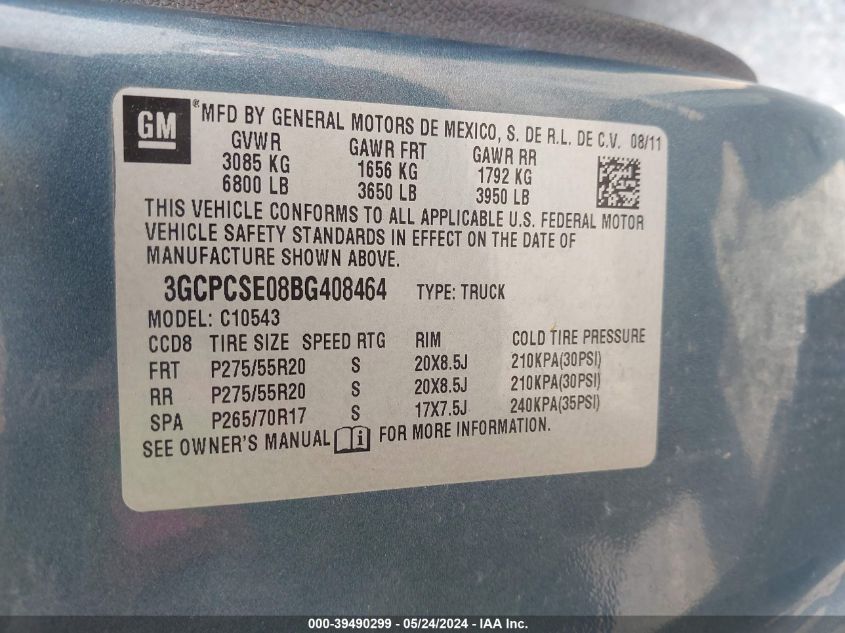 GM ® MFD BY GENERAL MOTORS DE MEXICO, S. DE R.L. DE C.V. 08/11
GVWR GAWR FRT GAWR RR
3085 KG 1656 KG 1792 KG
6800 LB 3650 LB 3950 LB
THIS VEHICLE CONFORMS TO ALL APPLICABLE U.S. FEDERAL MOTOR
VEHICLE SAFETY STANDARDS IN EFFECT ON THE DATE OF
MANUFACTURE SHOWN ABOVE.
3GCPCSE08BG408464 TYPE: TRUCK
MODEL: C10543
CCD8 TIRE SIZE SPEED RTG RIM COLD TIRE PRESSURE
FRT P275/55R20 S 20X8.5J 210KPA(30PSI)
RR P275/55R20 S 20X8.5J 210KPA(30PSI)
SPA P265/70R17 S 17X7.5J 240KPA(35PSI)
SEE OWNER'S MANUAL i FOR MORE INFORMATION.
000-39490299 - 05/24/2024 - IAA Inc.